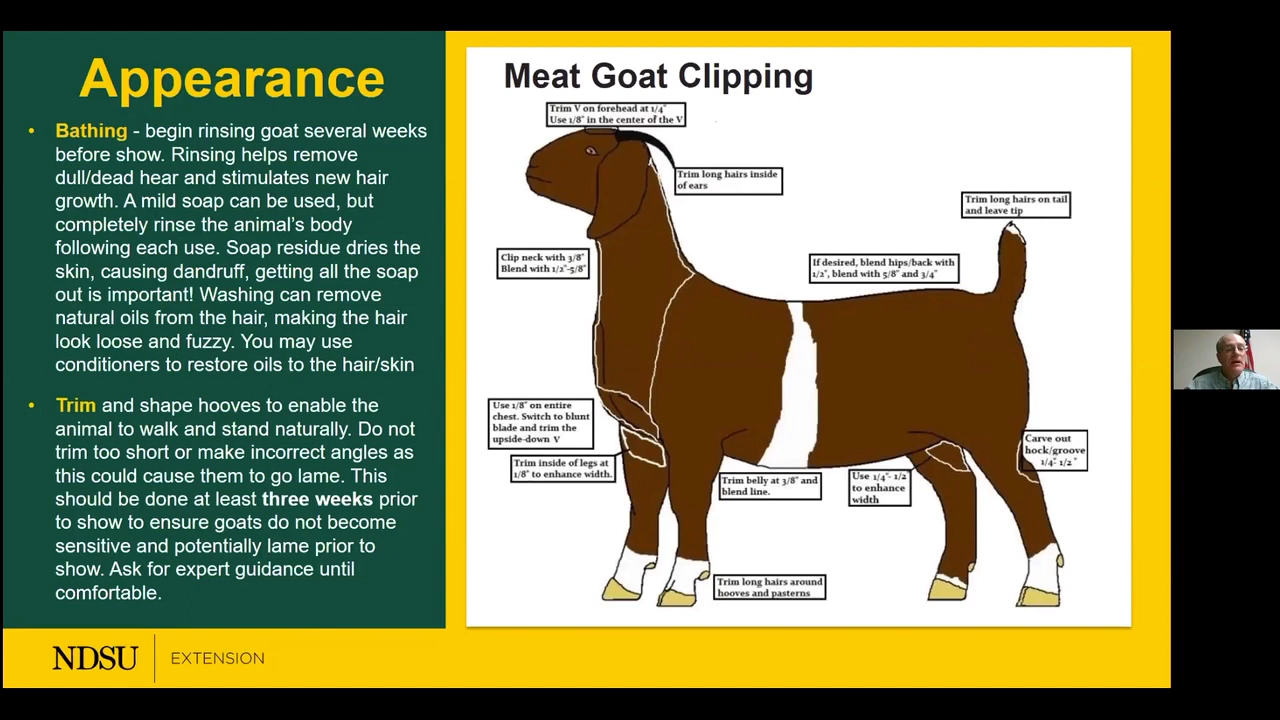 Appearance
• Bathing - begin rinsing goat several weeks
before show. Rinsing helps remove
dull/dead hear and stimulates new hair
growth. A mild soap can be used, but
completely rinse the animal's body
following each use. Soap residue dries the
skin, causing dandruff, getting all the soap
out is important! Washing can remove
natural oils from the hair, making the hair
look loose and fuzzy. You may use
conditioners to restore oils to the hair/skin
• Trim and shape hooves to enable the
animal to walk and stand naturally. Do not
trim too short or make incorrect angles as
this could cause them to go lame. This
should be done at least three weeks prior
to show to ensure goats do not become
sensitive and potentially lame prior to
show. Ask for expert guidance until
comfortable.
NDSU EXTENSION
Meat Goat Clipping
Trim V on forehead at 1/4"
Use 1/8" in the center of the V
Trim long hairs inside
of ears
Trim long hairs on tail
and leave tip
Clip neck with 3/8"
Blend with 1/2"-5/8"
If desired, blend hips/back with
1/2", blend with 5/8" and 3/4"
Use 1/8" on entire
chest. Switch to blunt
blade and trim the
upside-down V
Trim inside of legs at
1/8" to enhance width.
Trim belly at 3/8" and
blend line.
Use 1/4"- 1/2
to enhance
width
Carve out
hock/groove
1/4- 1/2"
Trim long hairs around
hooves and pasterns